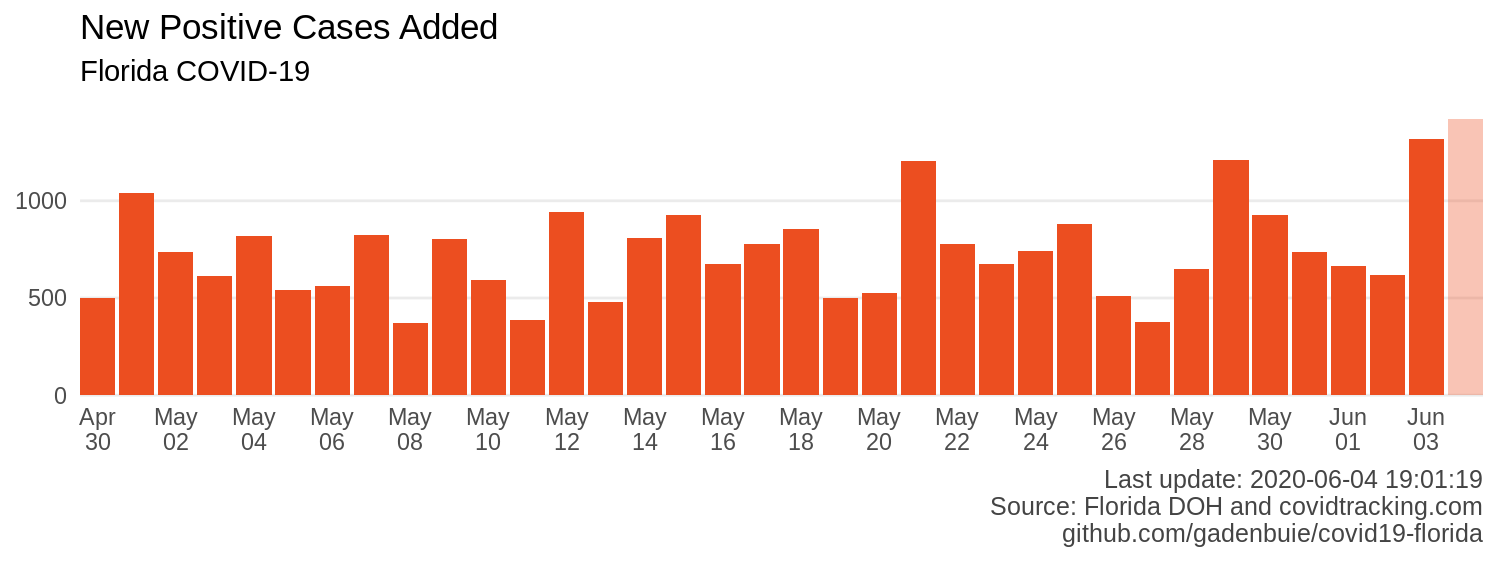 New Positive Cases Added
Florida COVID-19
1000
500
0
Apr May May May May May May May May May May May May May May May Jun Jun
30 02 04 06 08 10 12 14 16 18 20 22 24 26 28 30 01 03
Last update: 2020-06-04 19:01:19
Source: Florida DOH and covidtracking.com
github.com/gadenbuie/covid19-florida